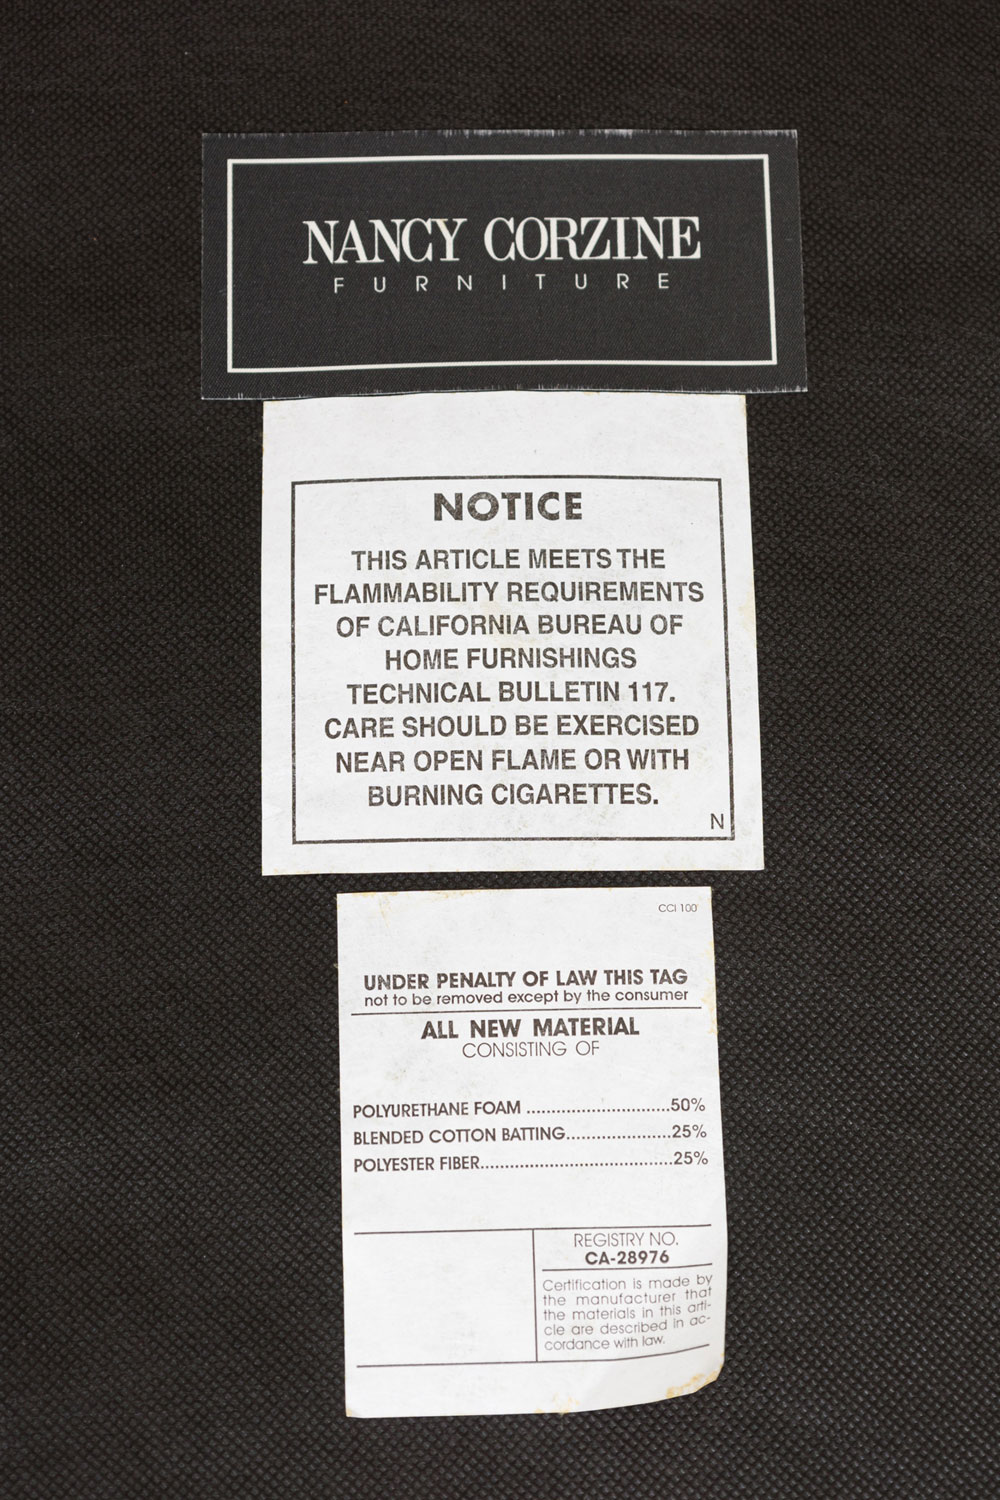 NANCY CORZINE
FURNITURE
NOTICE
THIS ARTICLE MEETS THE
FLAMMABILITY REQUIREMENTS
OF CALIFORNIA BUREAU OF
HOME FURNISHINGS
TECHNICAL BULLETIN 117.
CARE SHOULD BE EXERCISED
NEAR OPEN FLAME OR WITH
BURNING CIGARETTES.
N
CCI 100
UNDER PENALTY OF LAW THIS TAG
not to be removed except by the consumer
ALL NEW MATERIAL
CONSISTING OF
POLYURETHANE FOAM .............................50%
BLENDED COTTON BATTING.....................25%
POLYESTER FIBER.......................................25%
REGISTRY NO.
CA-28976
Certification is made by
the manufacturer that
the materials in this arti-
cle are described in ac-
cordance with law.